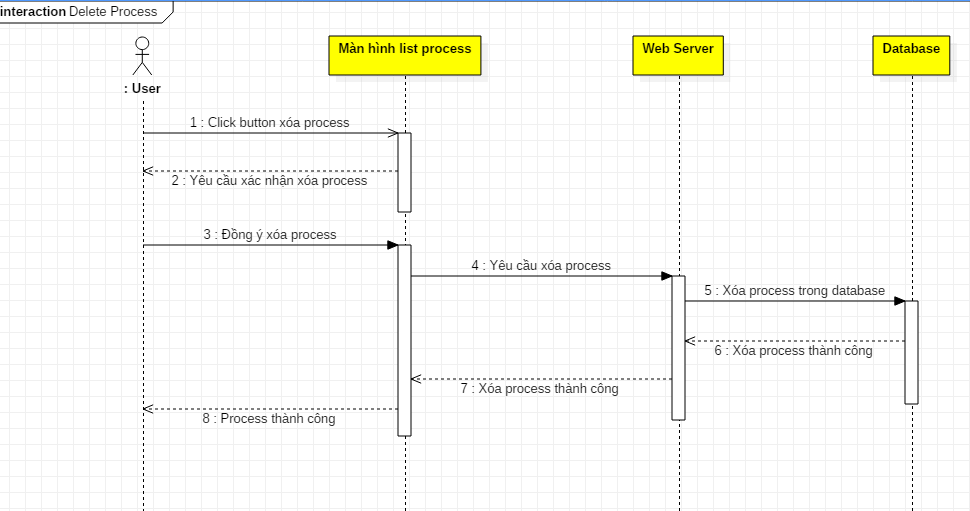 interaction Delete Process
: User
Màn hình list process
Web Server
Database
1 : Click button xóa process
2 : Yêu cầu xác nhận xóa process
3 : Đồng ý xóa process
4 : Yêu cầu xóa process
5 : Xóa process trong database
6 : Xóa process thành công
7 : Xóa process thành công
8 : Process thành công